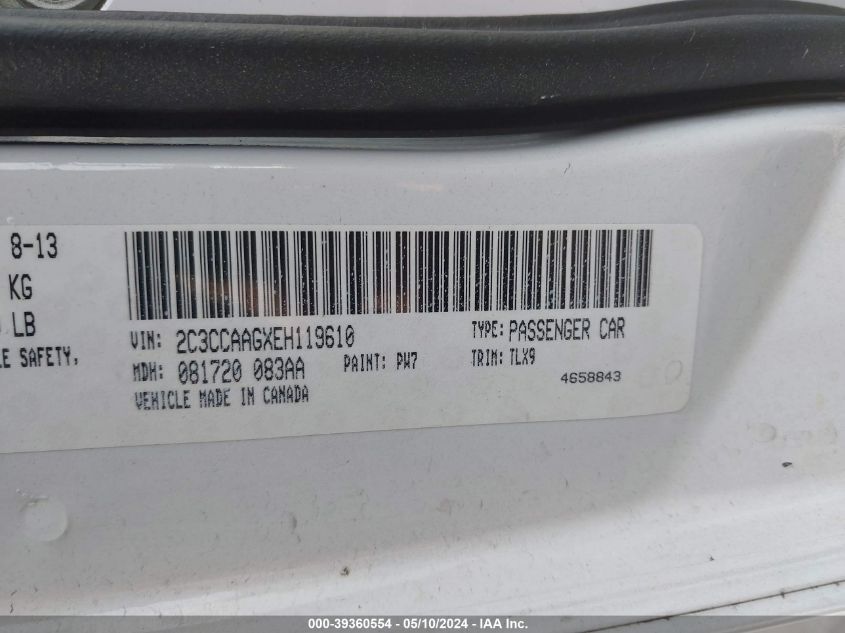 8-13
KG
LB
LE SAFETY,
VIN: 2C3CCAAGXEH119610 TYPE: PASSENGER CAR
MDH: 081720 083AA PAINT: PW7 TRIM: TLX9
VEHICLE MADE IN CANADA 4658843
000-39360554 - 05/10/2024 - IAA Inc.